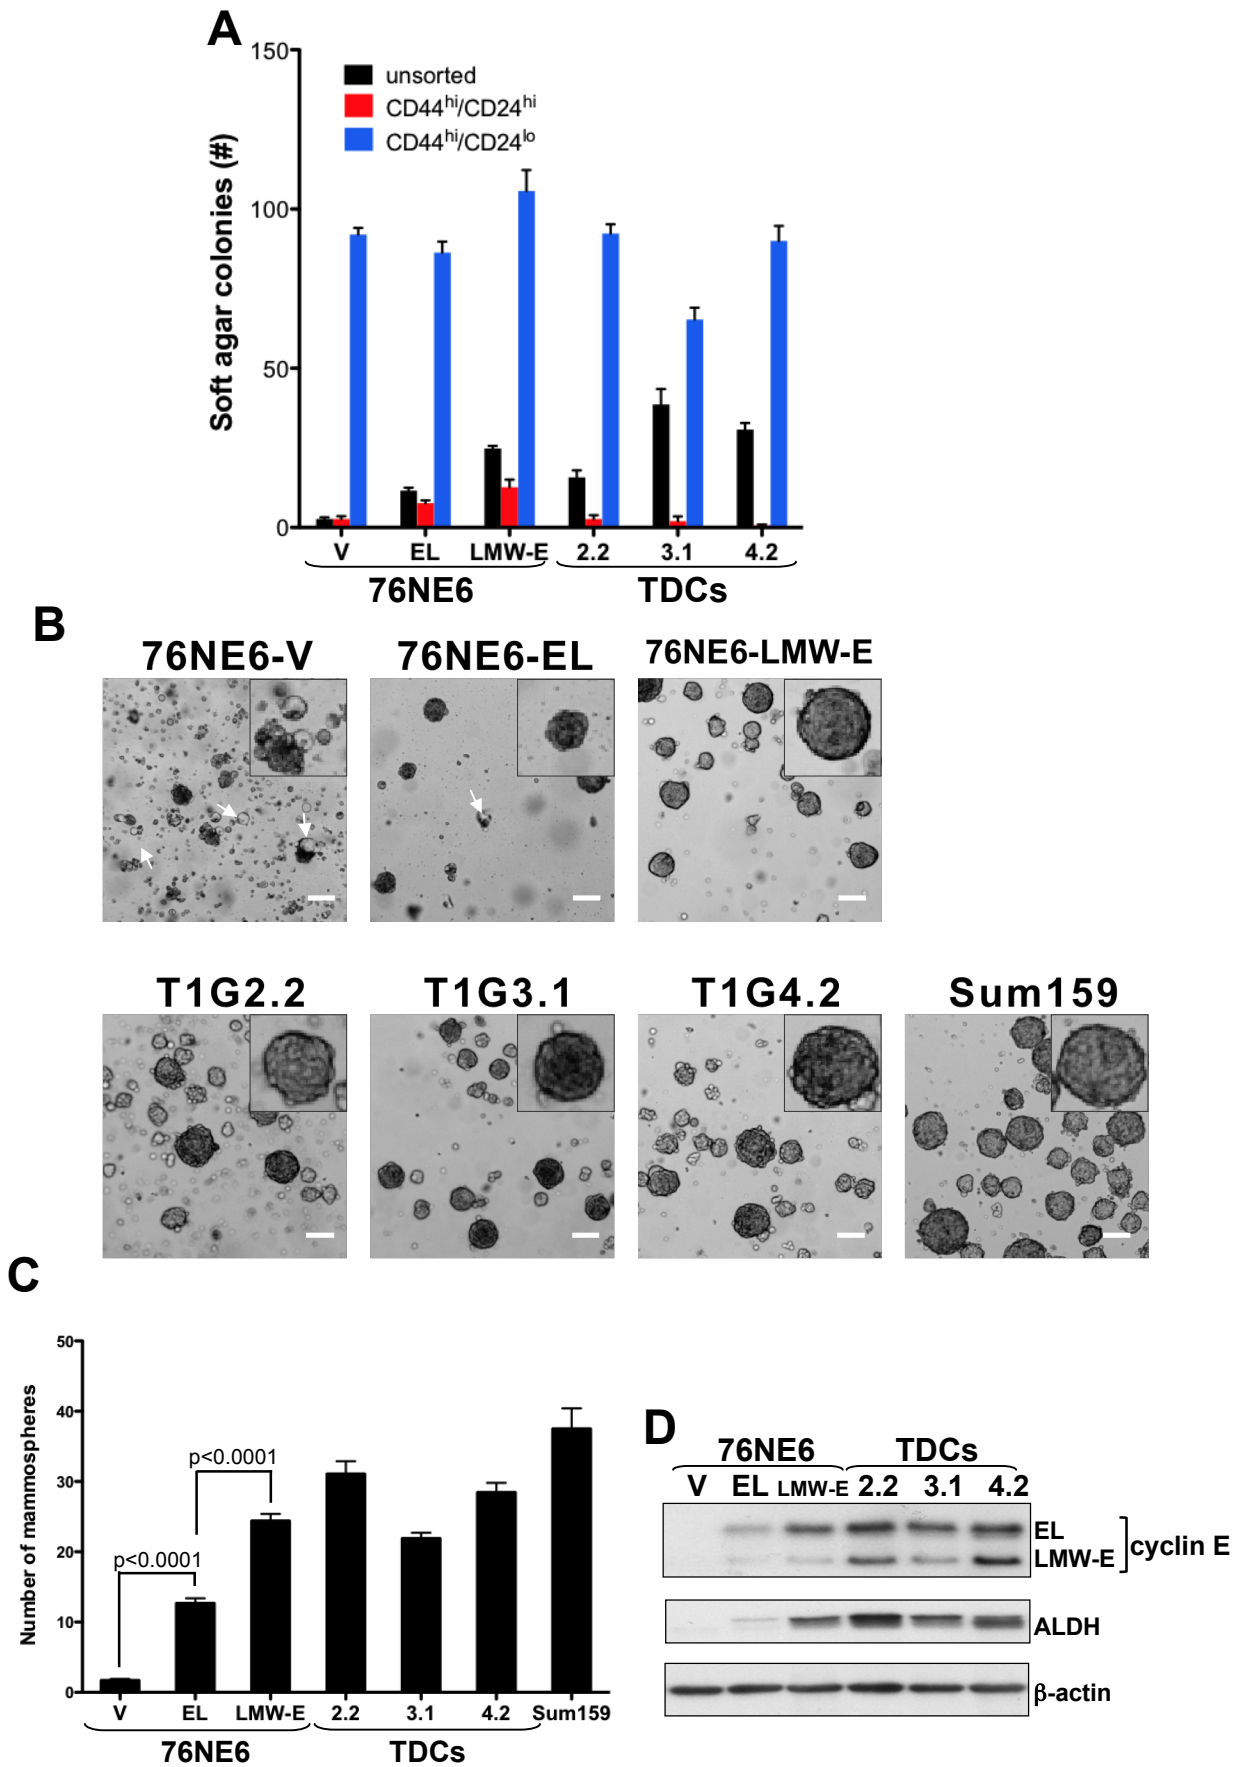 A
150
unsorted
CD44hi/CD24hi
CD44hi/CD24lo
100
50
0
Soft agar colonies (#)
V EL LMW-E 2.2 3.1 4.2
76NE6 TDCs
B
76NE6-V 76NE6-EL 76NE6-LMW-E
T1G2.2 T1G3.1 T1G4.2 Sum159
C
50
40
30
20
10
0
Number of mammospheres
p<0.0001
p<0.0001
V EL LMW-E 2.2 3.1 4.2 Sum159
76NE6 TDCs
D
76NE6 TDCs
V EL LMW-E 2.2 3.1 4.2
EL
LMW-E
cyclin E
ALDH
β-actin